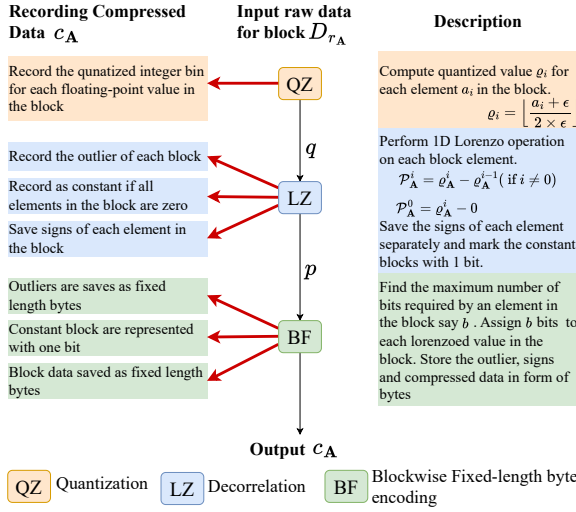 Recording Compressed
Data c_A
Input raw data
for block D_{r_A}
Description
Record the qunatized integer bin
for each floating-point value in
the block
QZ
Compute quantized value ϱ_i for
each element a_i in the block.
ϱ_i = ⌊ (a_i + ϵ) / (2 × ϵ) ⌋
q
Record the outlier of each block
Record as constant if all
elements in the block are zero
Save signs of each element in
the block
LZ
Perform 1D Lorenzo operation
on each block element.
𝒫_A^i = ϱ_A^i − ϱ_A^{i−1}( if i ≠ 0)
𝒫_A^0 = ϱ_A^i − 0
Save the signs of each element
separately and mark the constant
blocks with 1 bit.
p
Outliers are saves as fixed
length bytes
Constant block are represented
with one bit
Block data saved as fixed length
bytes
BF
Find the maximum number of
bits required by an element in
the block say b . Assign b bits to
each lorenzoed value in the
block. Store the outlier, signs
and compressed data in form of
bytes
Output c_A
QZ Quantization
LZ Decorrelation
BF Blockwise Fixed-length byte
encoding